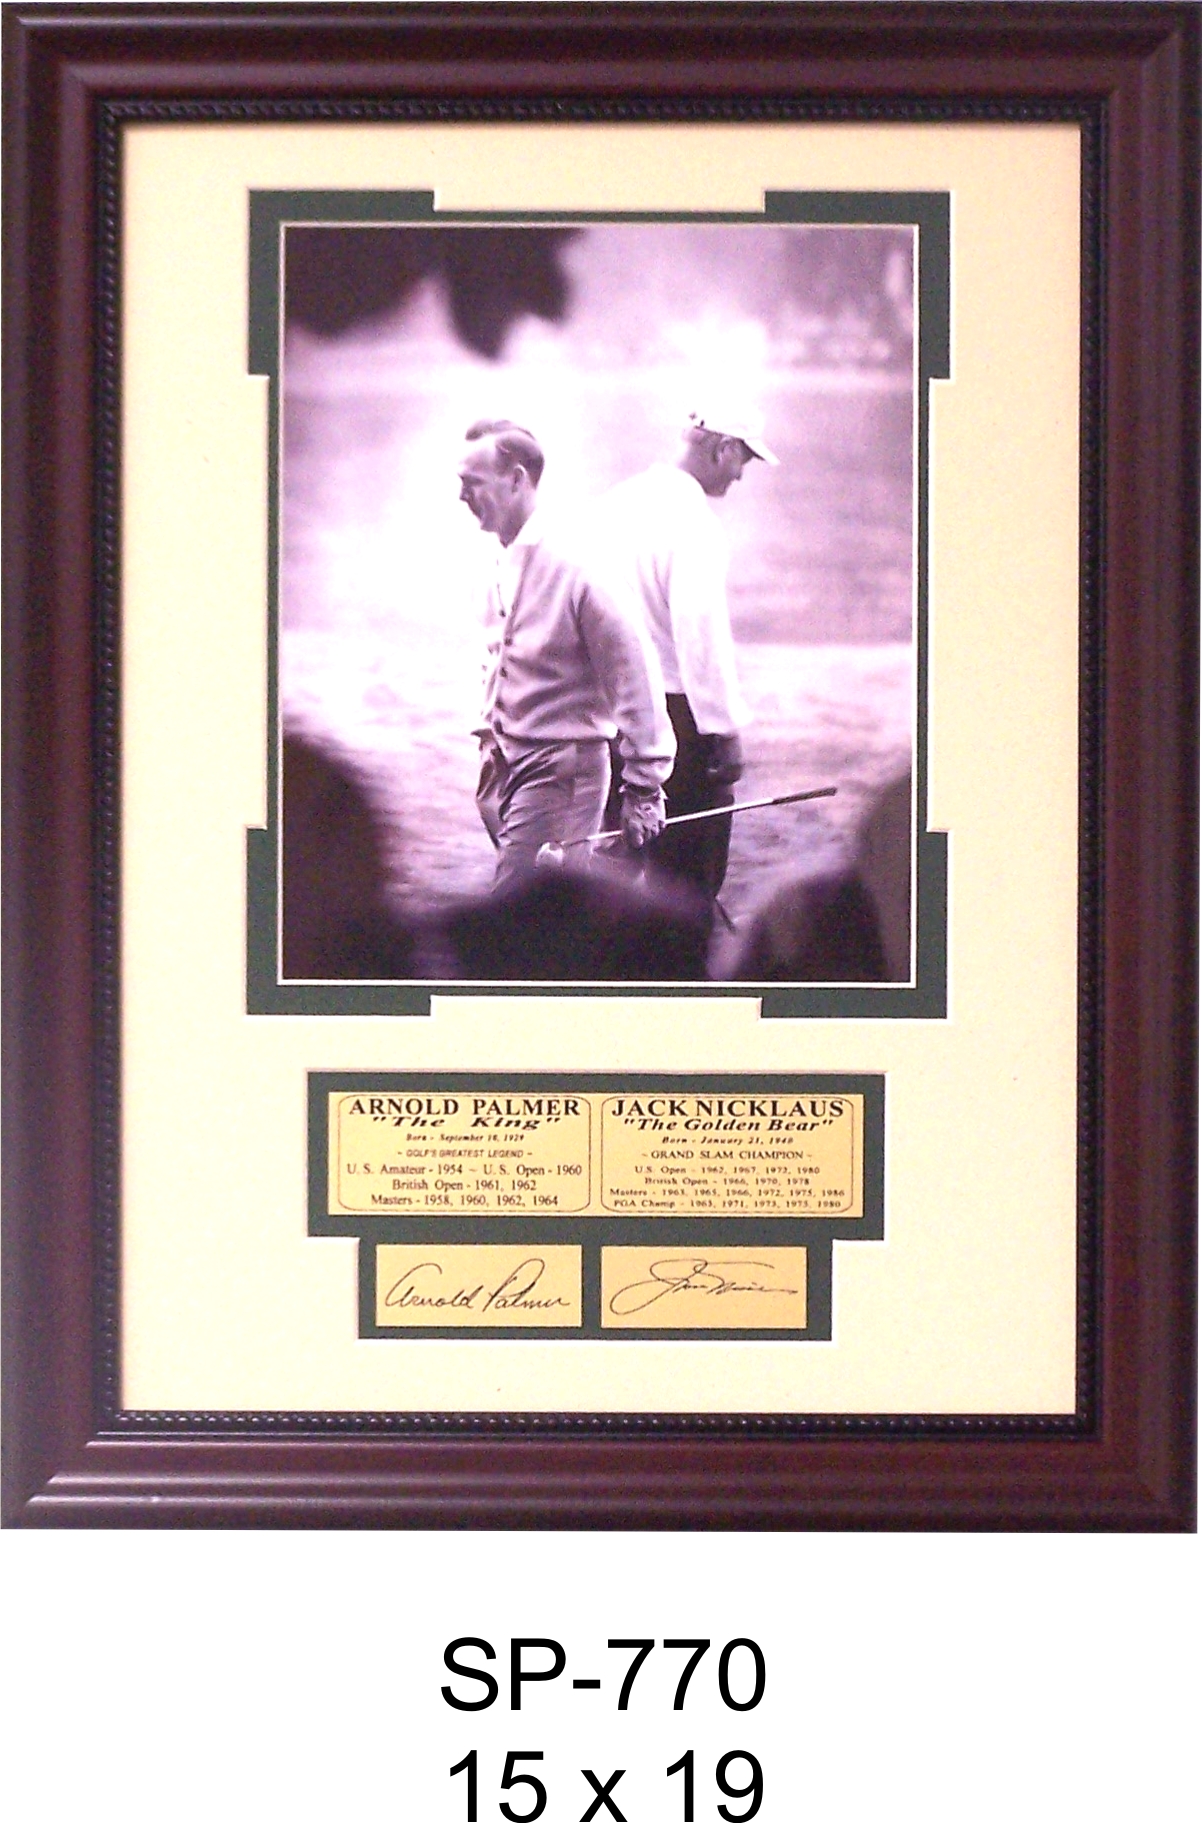 ARNOLD PALMER
"The King"
Born - September 10, 1929
~ GOLF'S GREATEST LEGEND ~
U. S. Amateur - 1954 ~ U. S. Open - 1960
British Open - 1961, 1962
Masters - 1958, 1960, 1962, 1964
JACK NICKLAUS
"The Golden Bear"
Born - January 21, 1940
~ GRAND SLAM CHAMPION ~
U.S. Open - 1962, 1967, 1972, 1980
British Open - 1966, 1970, 1978
Masters - 1963, 1965, 1966, 1972, 1975, 1986
PGA Champ - 1963, 1971, 1973, 1975, 1980
Arnold Palmer
SP-770
15 x 19